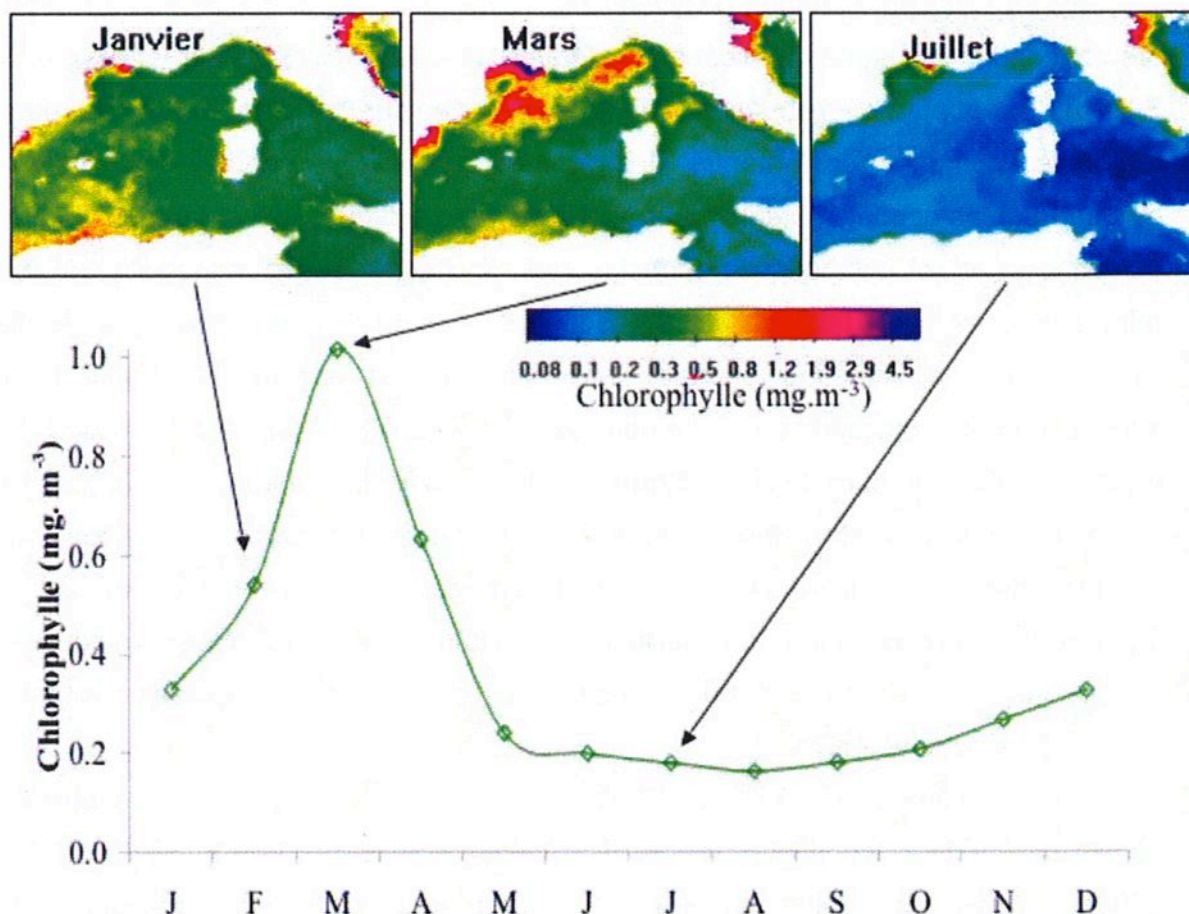 Janvier
Mars
Juillet
0.08 0.1 0.2 0.3 0.5 0.8 1.2 1.9 2.9 4.5
Chlorophylle (mg.m⁻³)
Chlorophylle (mg. m⁻³)
1.0
0.8
0.6
0.4
0.2
0.0
J F M A M J J A S O N D